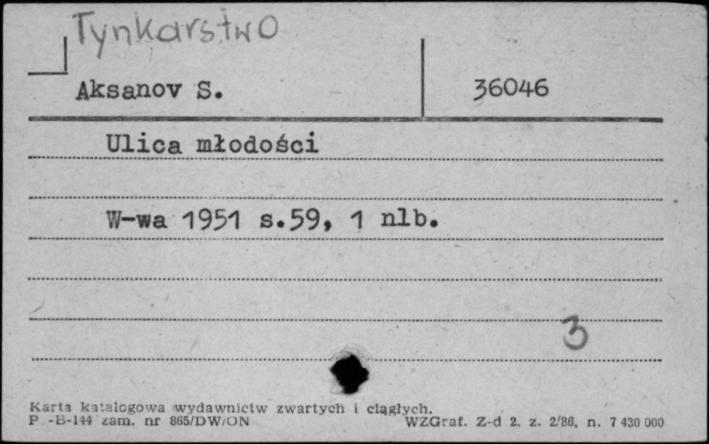 Tynkarstwo
Aksanov S.
36046
Ulica młodości
W-wa 1951 s.59, 1 nlb.
3
Karta katalogowa wydawnictw zwartych i ciągłych.
P -B-144 zam. nr 865/DW/ON
WZGraf. Z-d 2, z. 2/86, n. 7 430 000